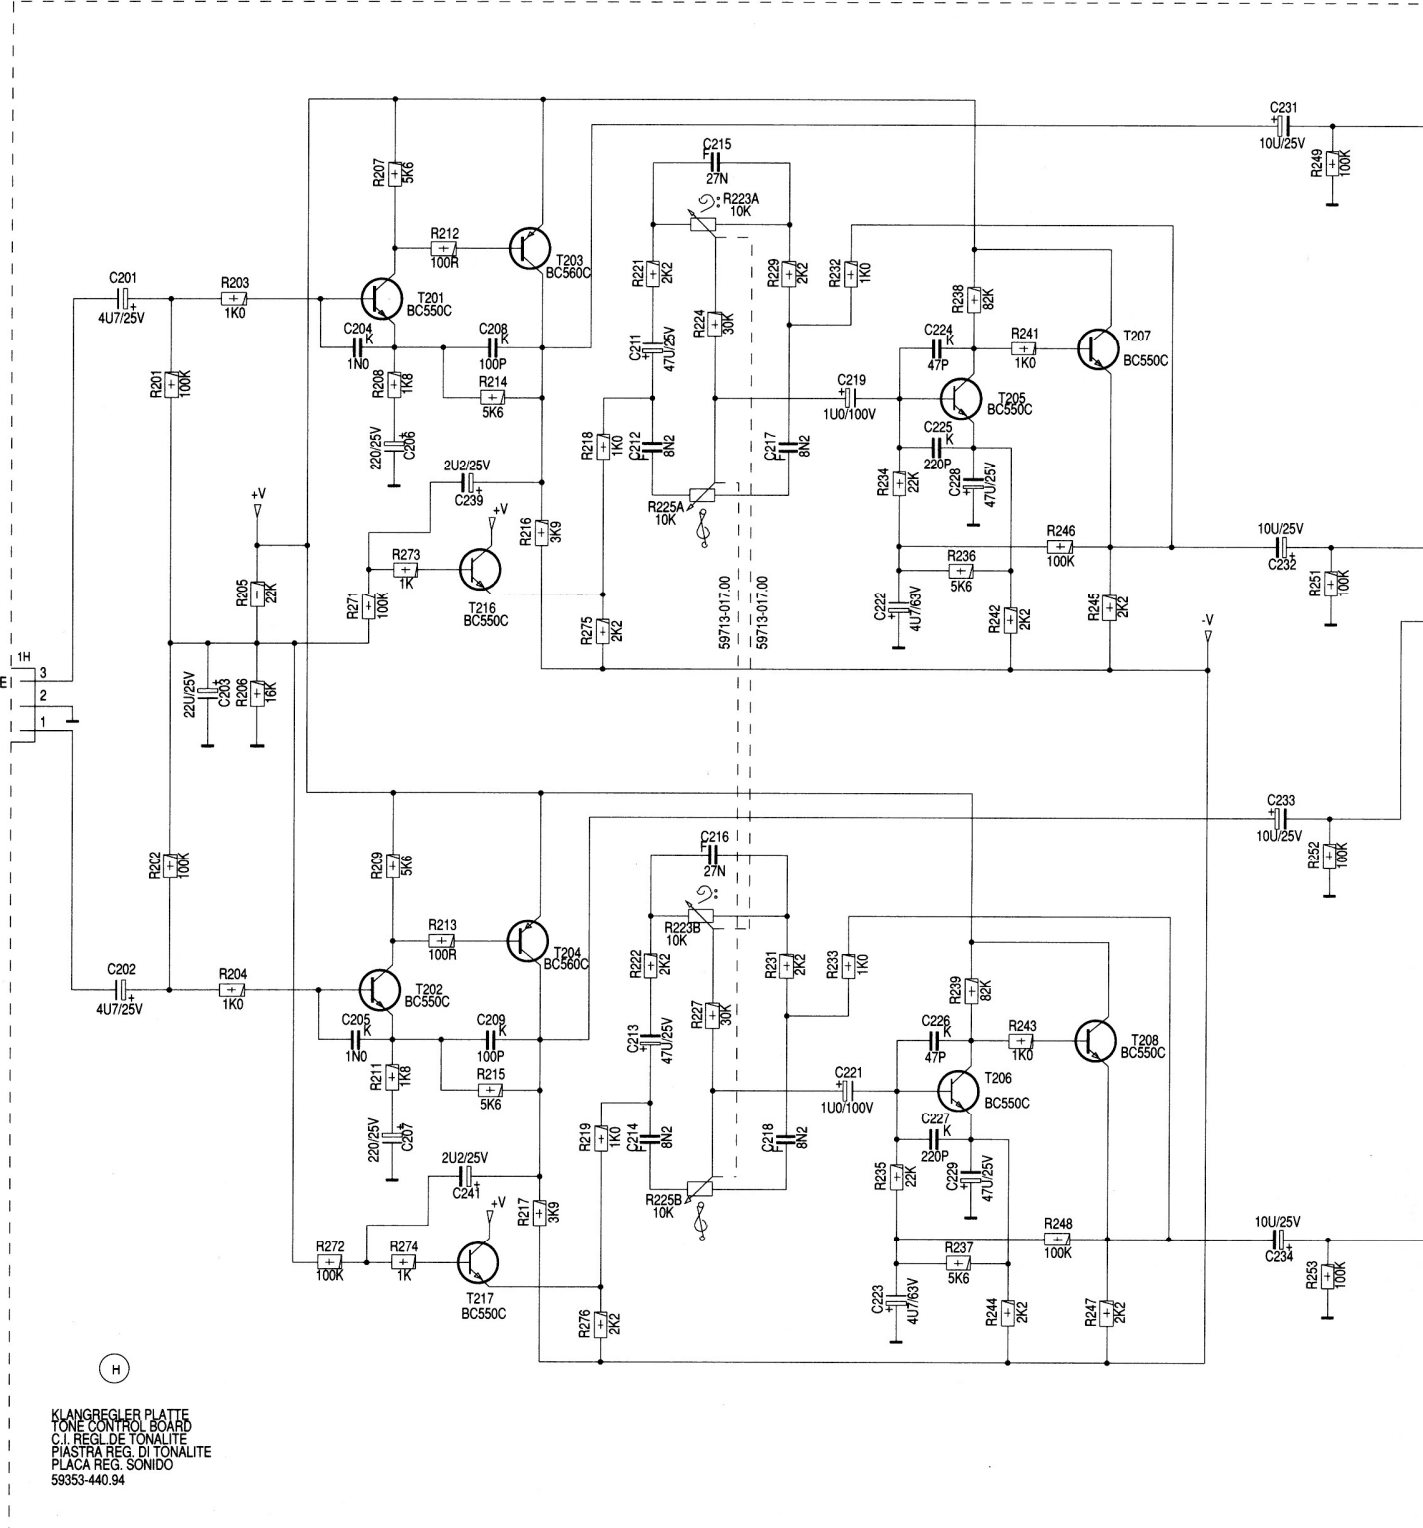 C231
+
10U/25V
R249
100K
C215
F
27N
R207
5K6
R223A
10K
R212
100R
T203
BC560C
R221
2K2
R229
2K2
R232
1K0
C201
+
4U7/25V
R203
1K0
T201
BC550C
R224
30K
R238
82K
C204
K
1N0
C208
K
100P
C211
+
47U/25V
C224
K
47P
R241
1K0
T207
BC550C
R201
100K
R208
1K8
R214
5K6
C219
+
1U0/100V
T205
BC550C
220/25V
+
C206
R218
1K0
C212
F
8N2
C217
F
8N2
C225
K
220P
R234
22K
C228
+
47U/25V
2U2/25V
C239
+
+V
+V
R216
3K9
R225A
10K
R246
100K
10U/25V
C232
+
R251
100K
R273
1K
T216
BC550C
R236
5K6
R205
22K
R271
100K
59713-017.00
59713-017.00
C222
+
4U7/63V
R242
2K2
R245
2K2
R275
2K2
-V
1H
3
E
2
1
22U/25V
+
C203
R206
16K
C233
+
10U/25V
R252
100K
C216
F
27N
R202
100K
R209
5K6
R223B
10K
R213
100R
T204
BC560C
R222
2K2
R231
2K2
R233
1K0
C202
+
4U7/25V
R204
1K0
T202
BC550C
R239
82K
R227
30K
C205
K
1N0
C209
K
100P
C213
+
47U/25V
C226
K
47P
R243
1K0
T208
BC550C
R211
1K8
R215
5K6
C221
+
1U0/100V
T206
BC550C
220/25V
+
C207
R219
1K0
C214
F
8N2
C218
F
8N2
C227
K
220P
R235
22K
C229
+
47U/25V
2U2/25V
C241
+
+V
R217
3K9
R225B
10K
R248
100K
10U/25V
C234
+
R253
100K
R272
100K
R274
1K
T217
BC550C
R237
5K6
C223
+
4U7/63V
R244
2K2
R247
2K2
R276
2K2
H
KLANGREGLER PLATTE
TONE CONTROL BOARD
C.I. REGL.DE TONALITE
PIASTRA REG. DI TONALITE
PLACA REG. SONIDO
59353-440.94